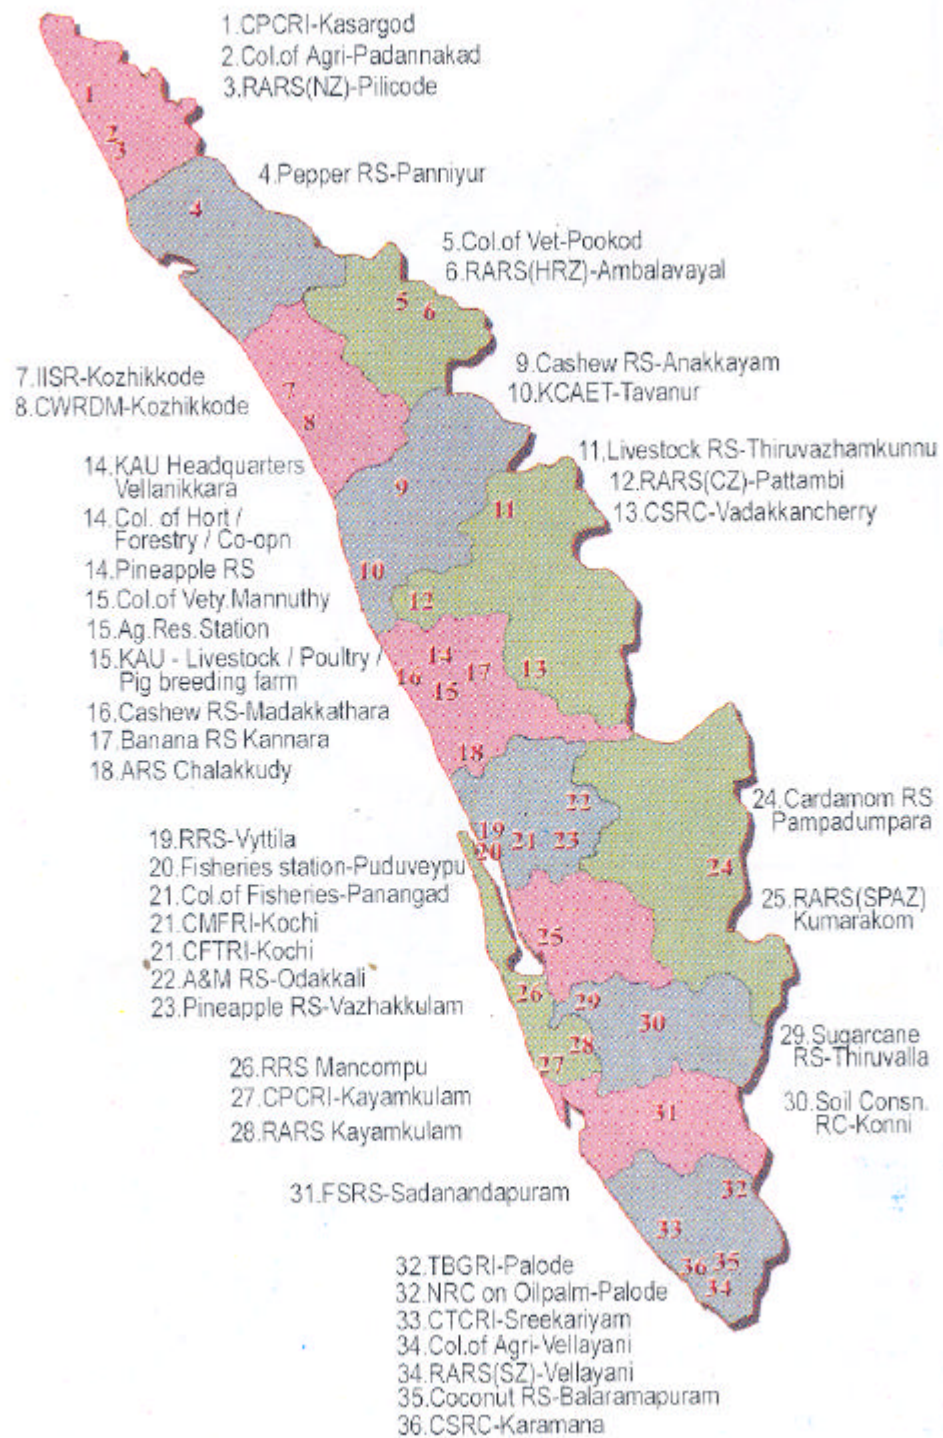 1.CPCRI-Kasargod
2.Col.of Agri-Padannakad
3.RARS(NZ)-Pilicode
1
2
3
4.Pepper RS-Panniyur
4
5.Col.of Vet-Pookod
6.RARS(HRZ)-Ambalavayal
5
6
7.IISR-Kozhikkode
8.CWRDM-Kozhikkode
7
8
9.Cashew RS-Anakkayam
10.KCAET-Tavanur
9
10
11,Livestock RS-Thiruvazhamkunnu
12.RARS(CZ)-Pattambi
13.CSRC-Vadakkancherry
11
12
13
14.KAU Headquarters
Vellanikkara
14.Col. of Hort /
Forestry / Co-opn
14.Pineapple RS
15.Col.of Vety.Mannuthy
15.Ag.Res.Station
15.KAU - Livestock / Poultry /
Pig breeding farm
16.Cashew RS-Madakkathara
17.Banana RS Kannara
18.ARS Chalakkudy
14
15
16
17
18
19.RRS-Vyttila
20.Fisheries station-Puduveypu
21.Col.of Fisheries-Panangad
21.CMFRI-Kochi
21.CFTRI-Kochi
22.A&M RS-Odakkali
23.Pineapple RS-Vazhakkulam
19
20
21
22
23
24.Cardamom RS
Pampadumpara
24
25.RARS(SPAZ)
Kumarakom
25
26.RRS Mancompu
27.CPCRI-Kayamkulam
28.RARS Kayamkulam
26
27
28
29.Sugarcane
RS-Thiruvalla
29
30.Soil Consn.
RC-Konni
30
31.FSRS-Sadanandapuram
31
32.TBGRI-Palode
32.NRC on Oilpalm-Palode
33.CTCRI-Sreekariyam
34.Col.of Agri-Vellayani
34.RARS(SZ)-Vellayani
35.Coconut RS-Balaramapuram
36.CSRC-Karamana
32
33
36
35
34